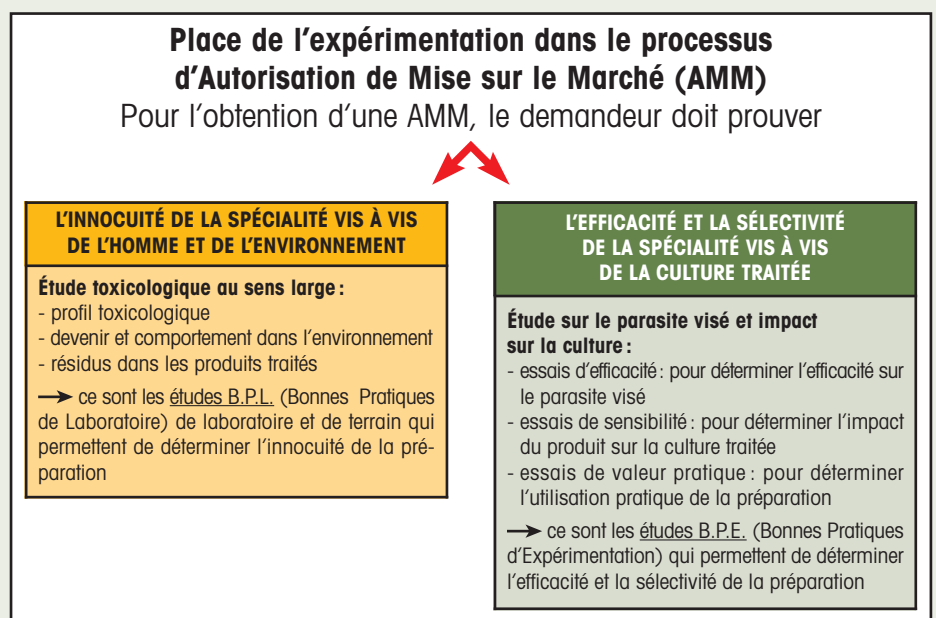 Place de l'expérimentation dans le processus
d'Autorisation de Mise sur le Marché (AMM)
Pour l'obtention d'une AMM, le demandeur doit prouver
L'INNOCUITÉ DE LA SPÉCIALITÉ VIS À VIS
DE L'HOMME ET DE L'ENVIRONNEMENT
Étude toxicologique au sens large :
- profil toxicologique
- devenir et comportement dans l'environnement
- résidus dans les produits traités
→ ce sont les études B.P.L. (Bonnes Pratiques
de Laboratoire) de laboratoire et de terrain qui
permettent de déterminer l'innocuité de la pré-
paration
L'EFFICACITÉ ET LA SÉLECTIVITÉ
DE LA SPÉCIALITÉ VIS À VIS
DE LA CULTURE TRAITÉE
Étude sur le parasite visé et impact
sur la culture :
- essais d'efficacité : pour déterminer l'efficacité sur
le parasite visé
- essais de sensibilité : pour déterminer l'impact
du produit sur la culture traitée
- essais de valeur pratique : pour déterminer
l'utilisation pratique de la préparation
→ ce sont les études B.P.E. (Bonnes Pratiques
d'Expérimentation) qui permettent de déterminer
l'efficacité et la sélectivité de la préparation